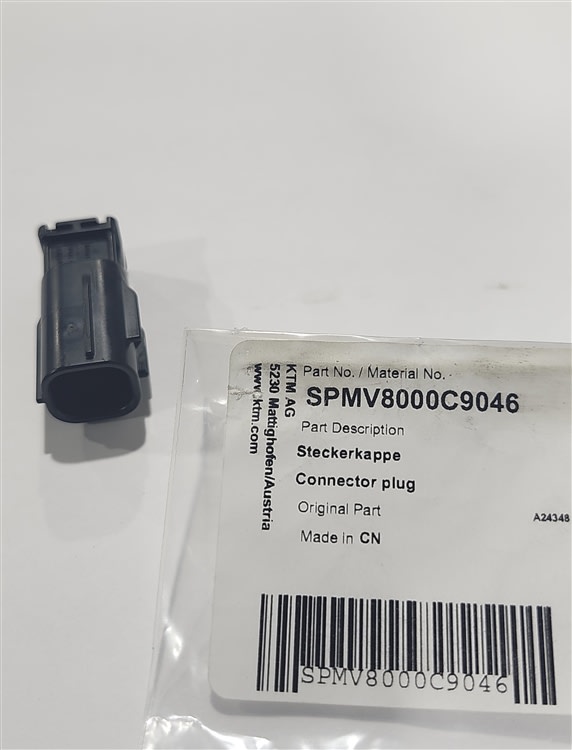 KTM AG
5230 Mattighofen/Austria
www.ktm.com
Part No. / Material No.
SPMV8000C9046
Part Description
Steckerkappe
Connector plug
Original Part
A24348
Made in CN
SPMV8000C9046